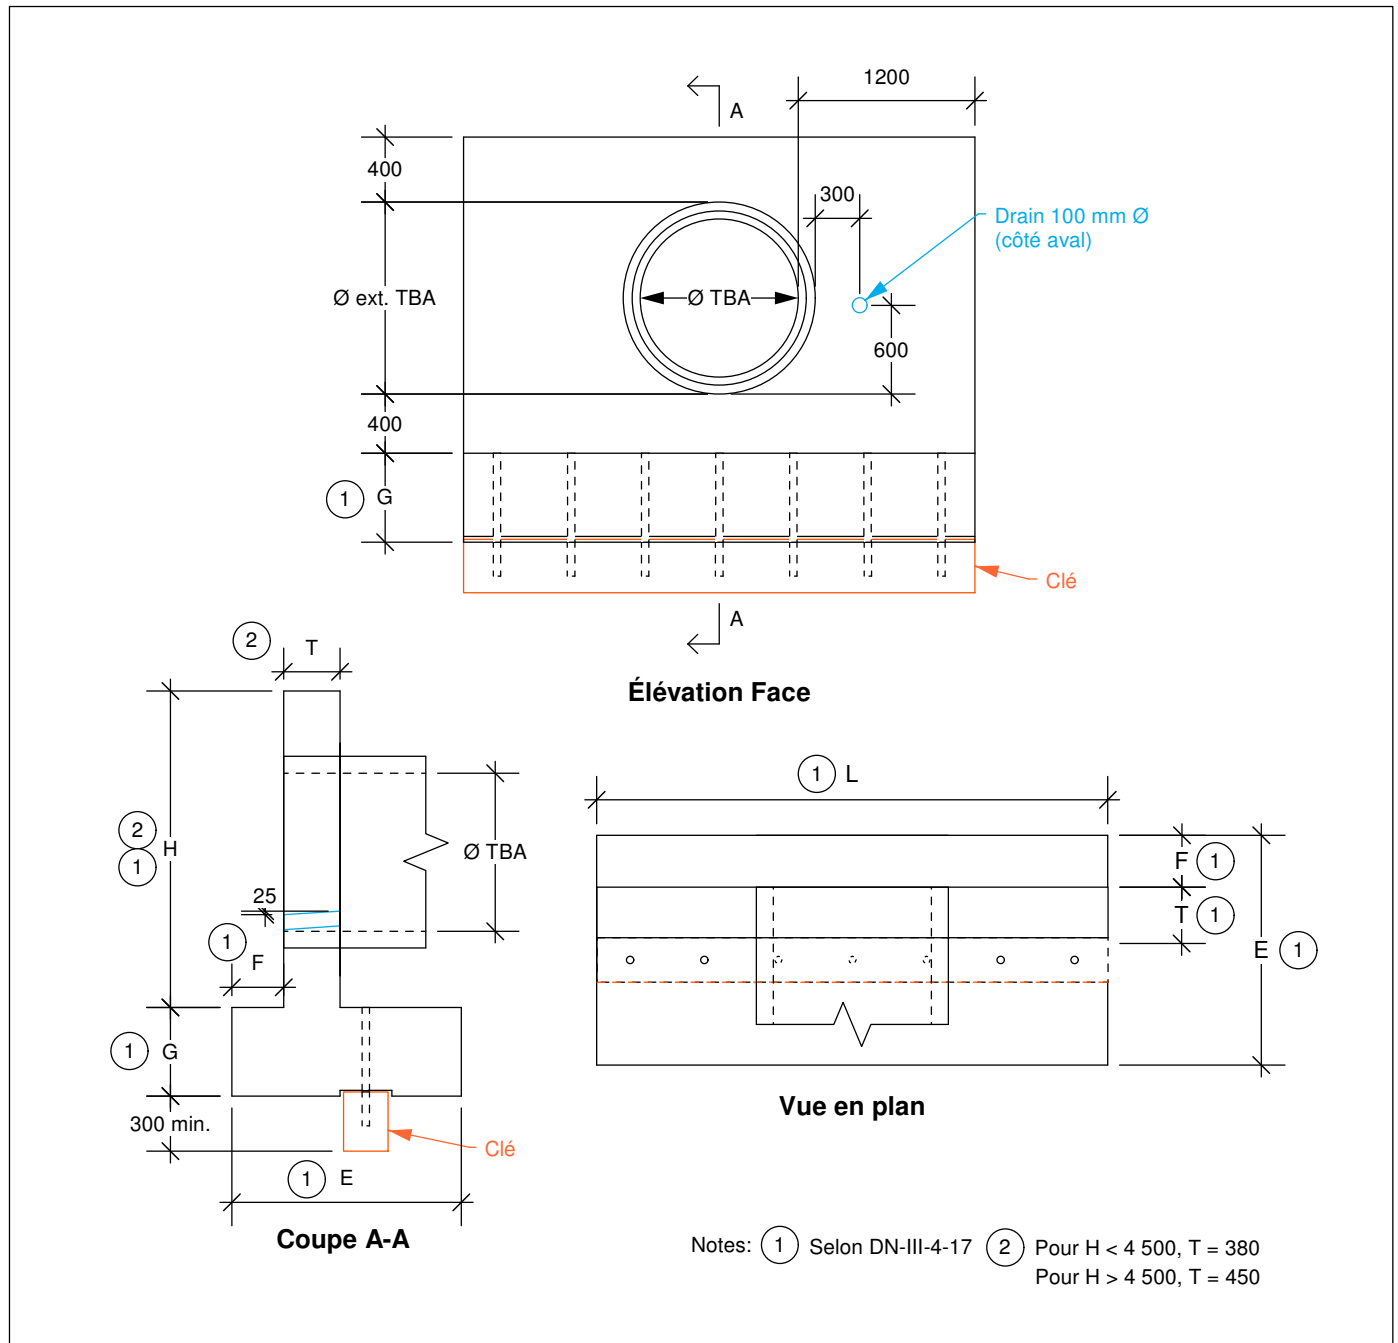 1200
A
400
300
Drain 100 mm Ø
(côté aval)
Ø ext. TBA
Ø TBA
600
400
1 G
Clé
A
2 T
Élévation Face
1 L
2
1 H
Ø TBA
F 1
25
T 1
1
F
E 1
1 G
300 min.
Vue en plan
Clé
1 E
Coupe A-A
Notes: 1 Selon DN-III-4-17 2 Pour H < 4 500, T = 380
Pour H > 4 500, T = 450